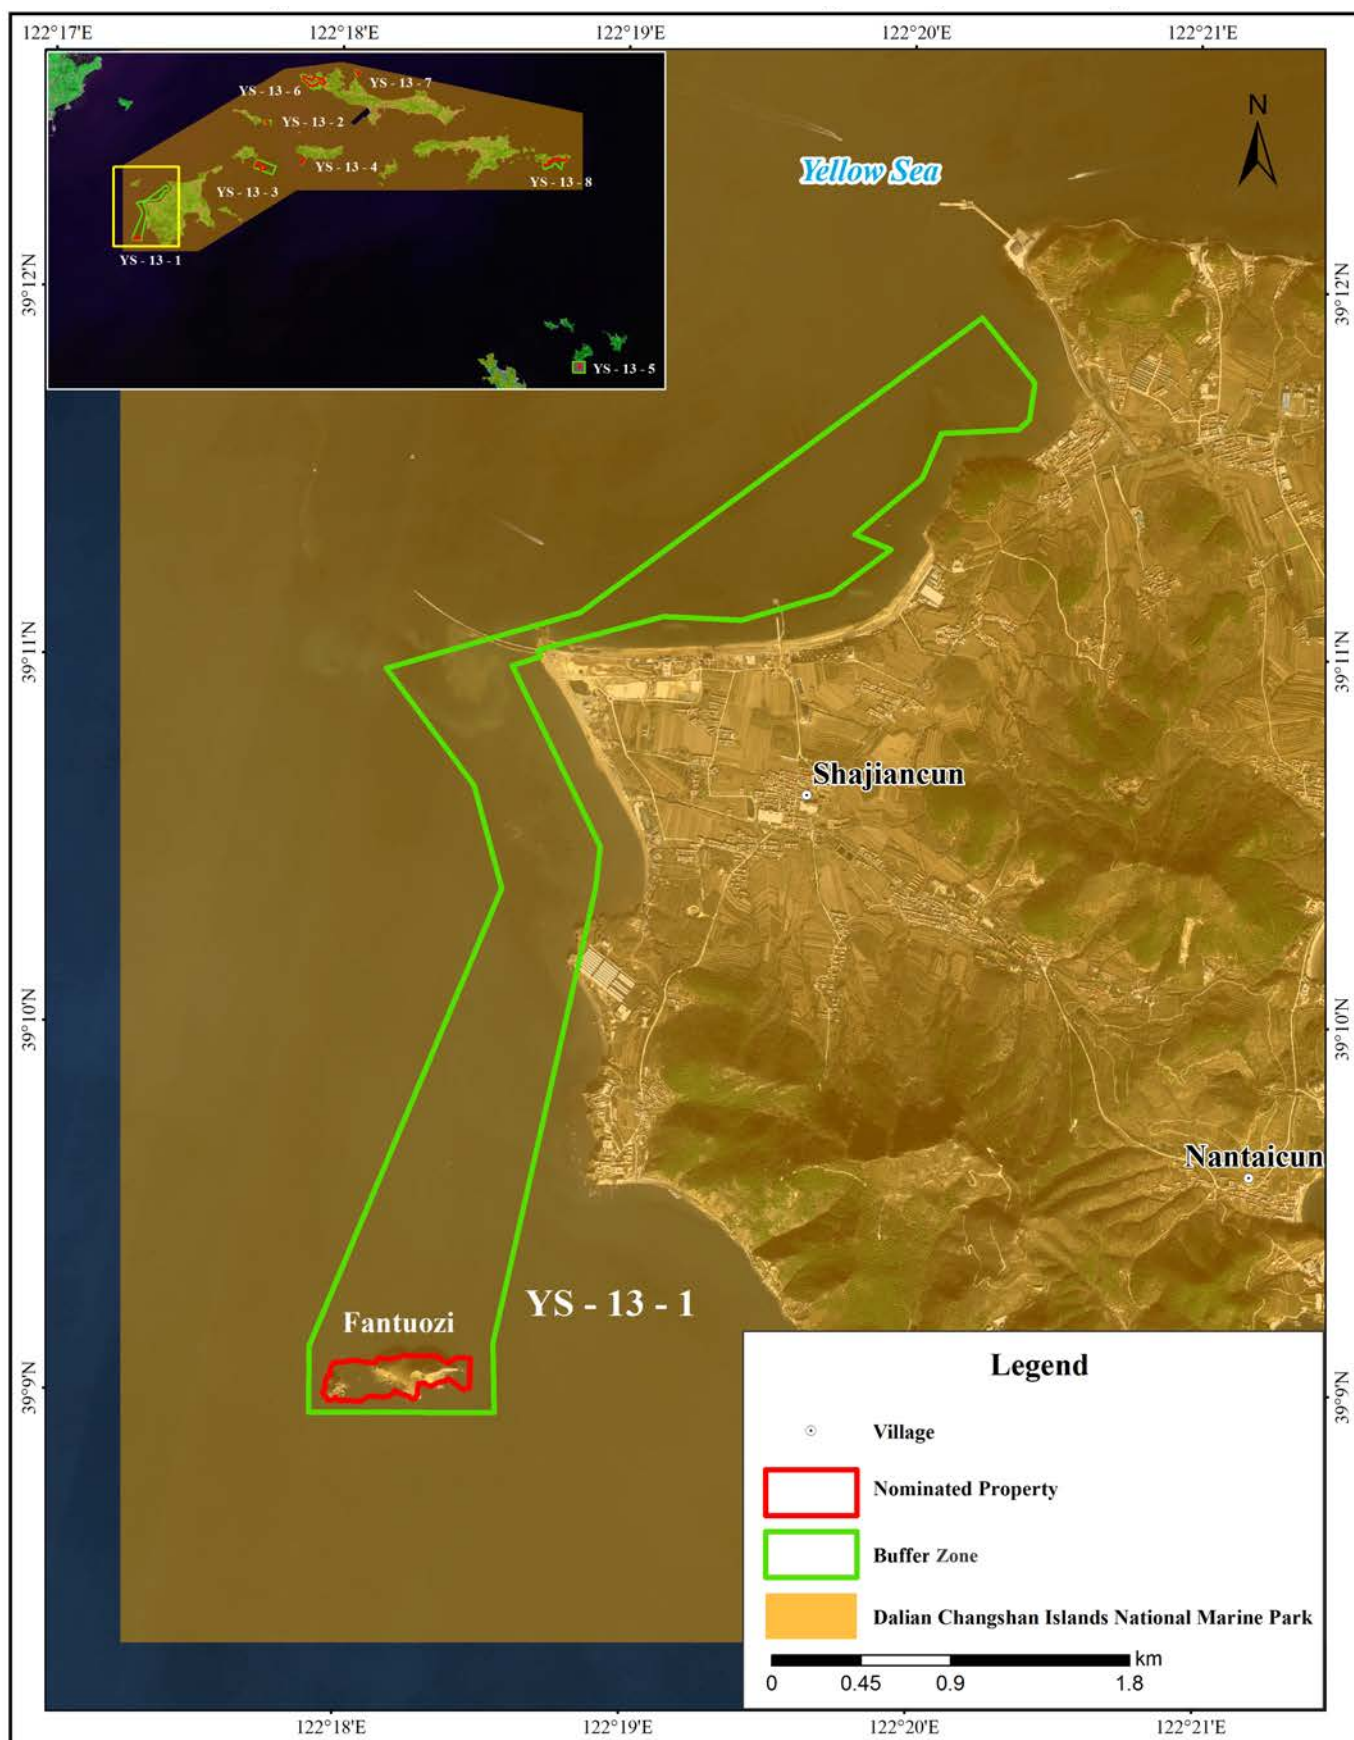 122°17'E 122°18'E 122°19'E 122°20'E 122°21'E
YS - 13 - 6
YS - 13 - 7
YS - 13 - 2
YS - 13 - 4
YS - 13 - 3
YS - 13 - 8
YS - 13 - 1
YS - 13 - 5
Yellow Sea
N
39°12'N
39°12'N
39°11'N
39°11'N
Shajiancun
39°10'N
39°10'N
Nantaicun
YS - 13 - 1
Fantuozi
39°9'N
39°9'N
Legend
Village
Nominated Property
Buffer Zone
Dalian Changshan Islands National Marine Park
km
0 0.45 0.9 1.8
122°18'E 122°19'E 122°20'E 122°21'E